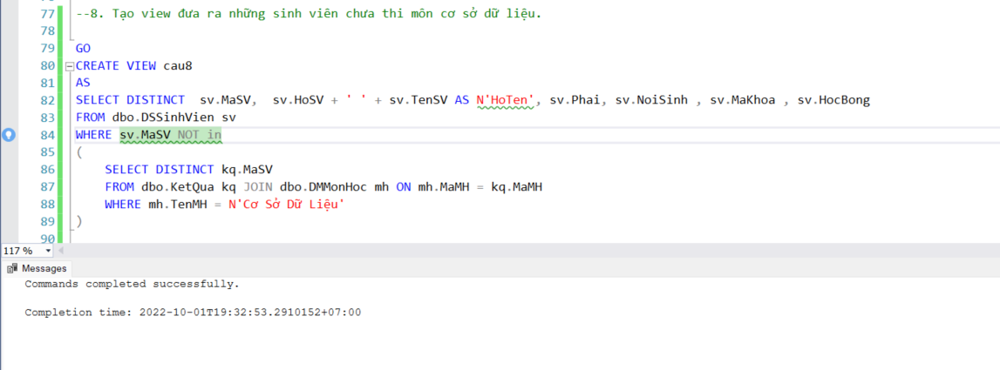 77 --8. Tạo view đưa ra những sinh viên chưa thi môn cơ sở dữ liệu.
78
79 GO
80 CREATE VIEW cau8
81 AS
82 SELECT DISTINCT  sv.MaSV,  sv.HoSV + ' ' + sv.TenSV AS N'HoTen', sv.Phai, sv.NoiSinh , sv.MaKhoa , sv.HocBong
83 FROM dbo.DSSinhVien sv
84 WHERE sv.MaSV NOT in
85 (
86     SELECT DISTINCT kq.MaSV
87     FROM dbo.KetQua kq JOIN dbo.DMMonHoc mh ON mh.MaMH = kq.MaMH
88     WHERE mh.TenMH = N'Cơ Sở Dữ Liệu'
89 )
90
117 %
Messages
Commands completed successfully.
Completion time: 2022-10-01T19:32:53.2910152+07:00